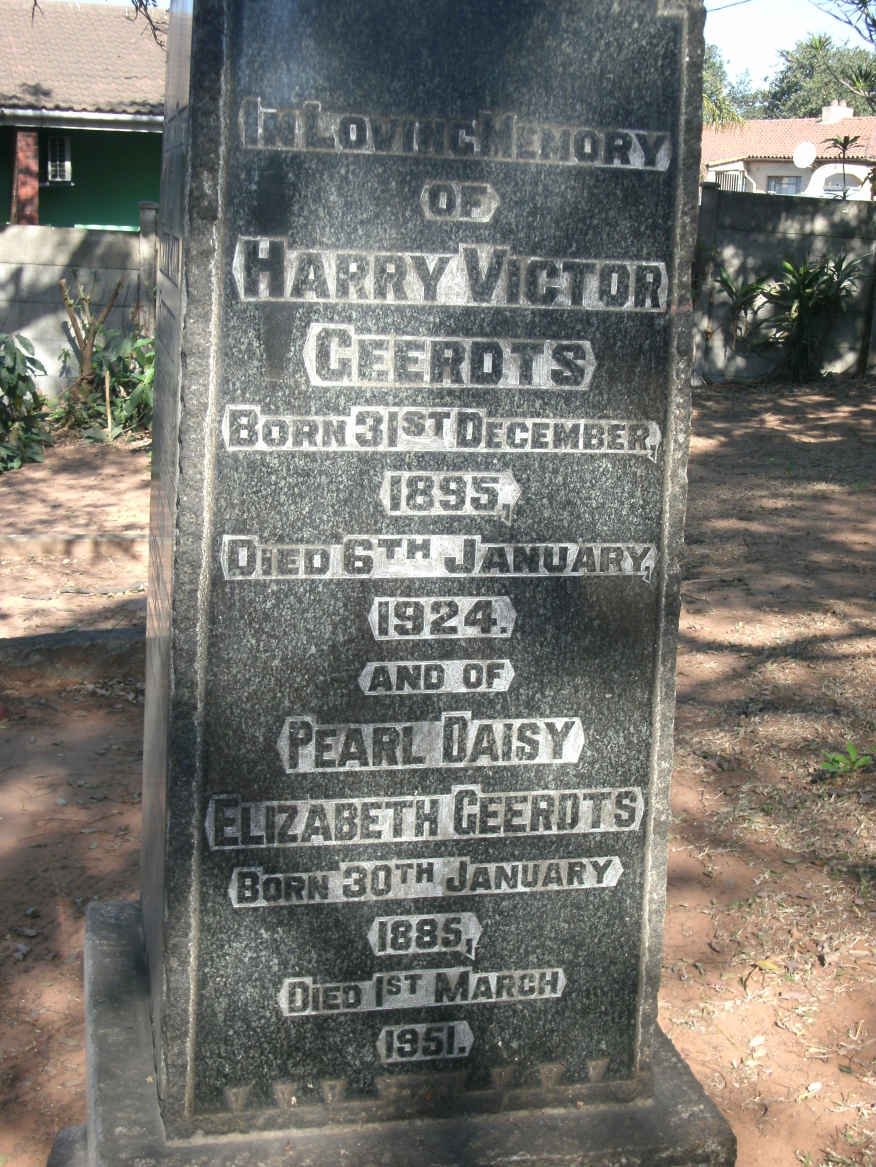 IN LOVING MEMORY
OF
HARRY VICTOR
GEERDTS
BORN 31ST DECEMBER,
1895,
DIED 6TH JANUARY,
1924.
AND OF
PEARL DAISY
ELIZABETH GEERDTS
BORN 30TH JANUARY
1885,
DIED 1ST MARCH
1951.